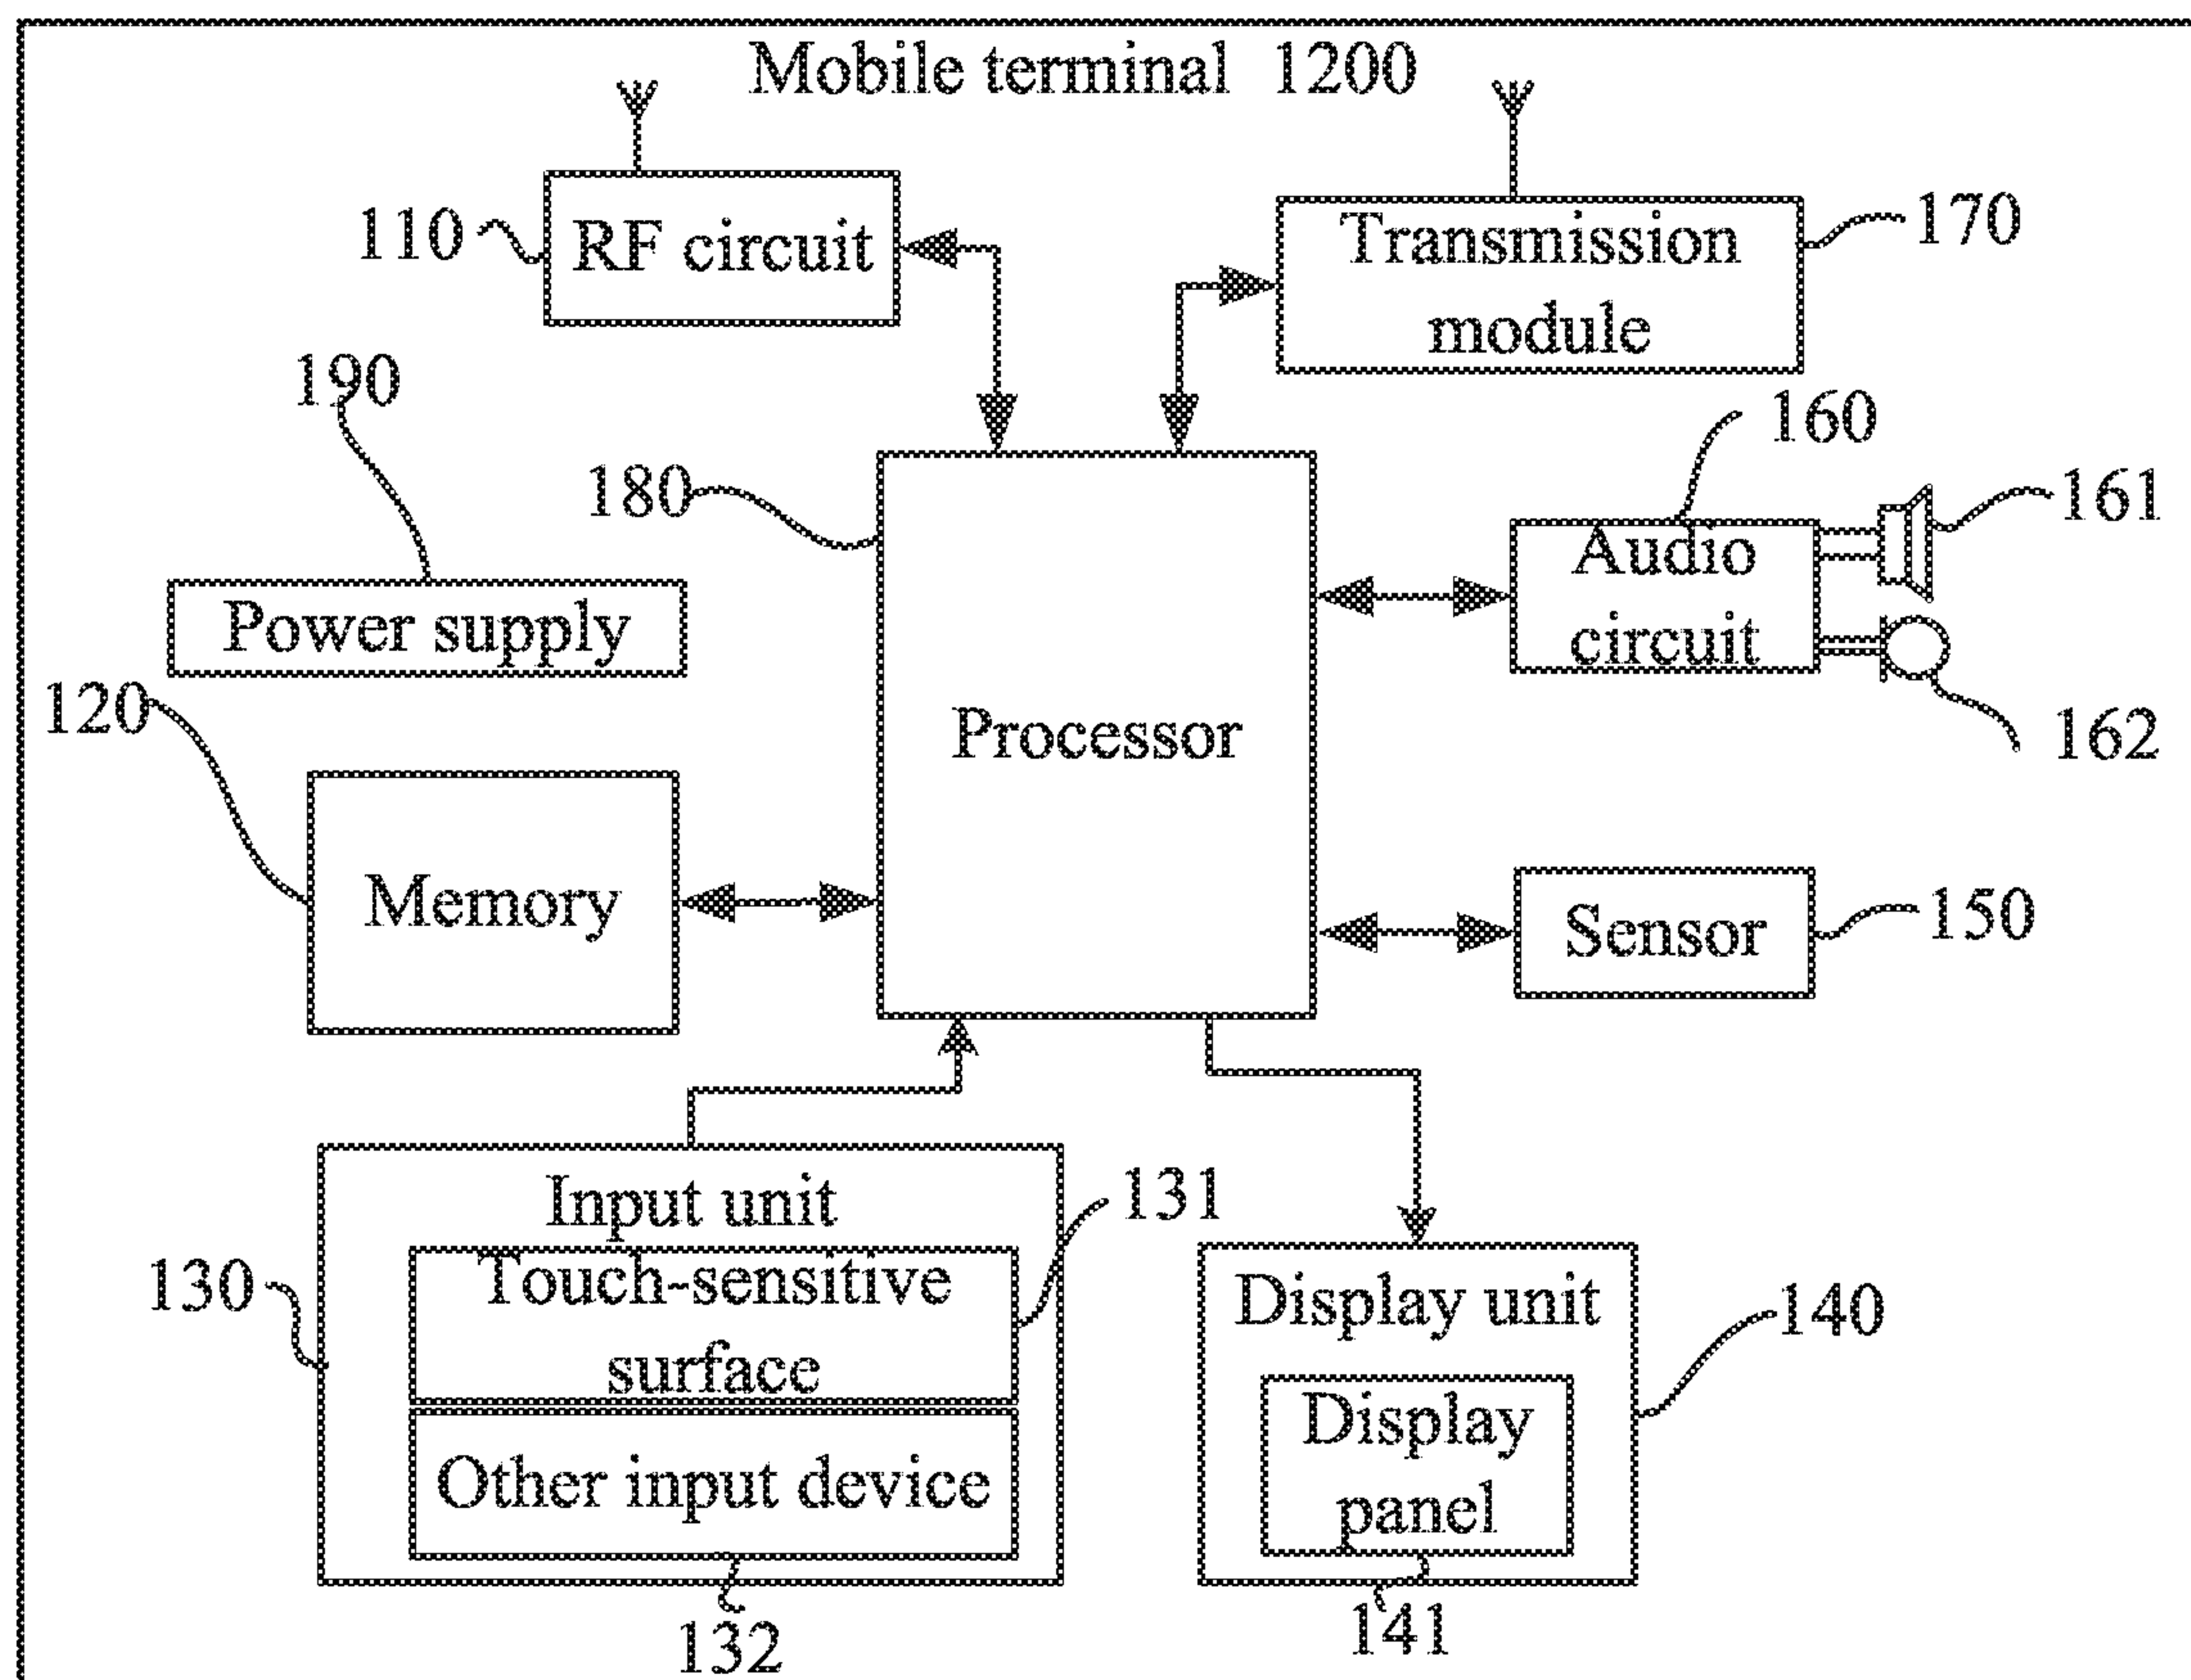 Mobile terminal 1200
110
RF circuit
Transmission
module
170
190
160
180
161
Audio
circuit
Power supply
120
162
Processor
Memory
Sensor
150
Input unit
131
130
Touch-sensitive
surface
Display unit
140
Display
panel
Other input device
132
141